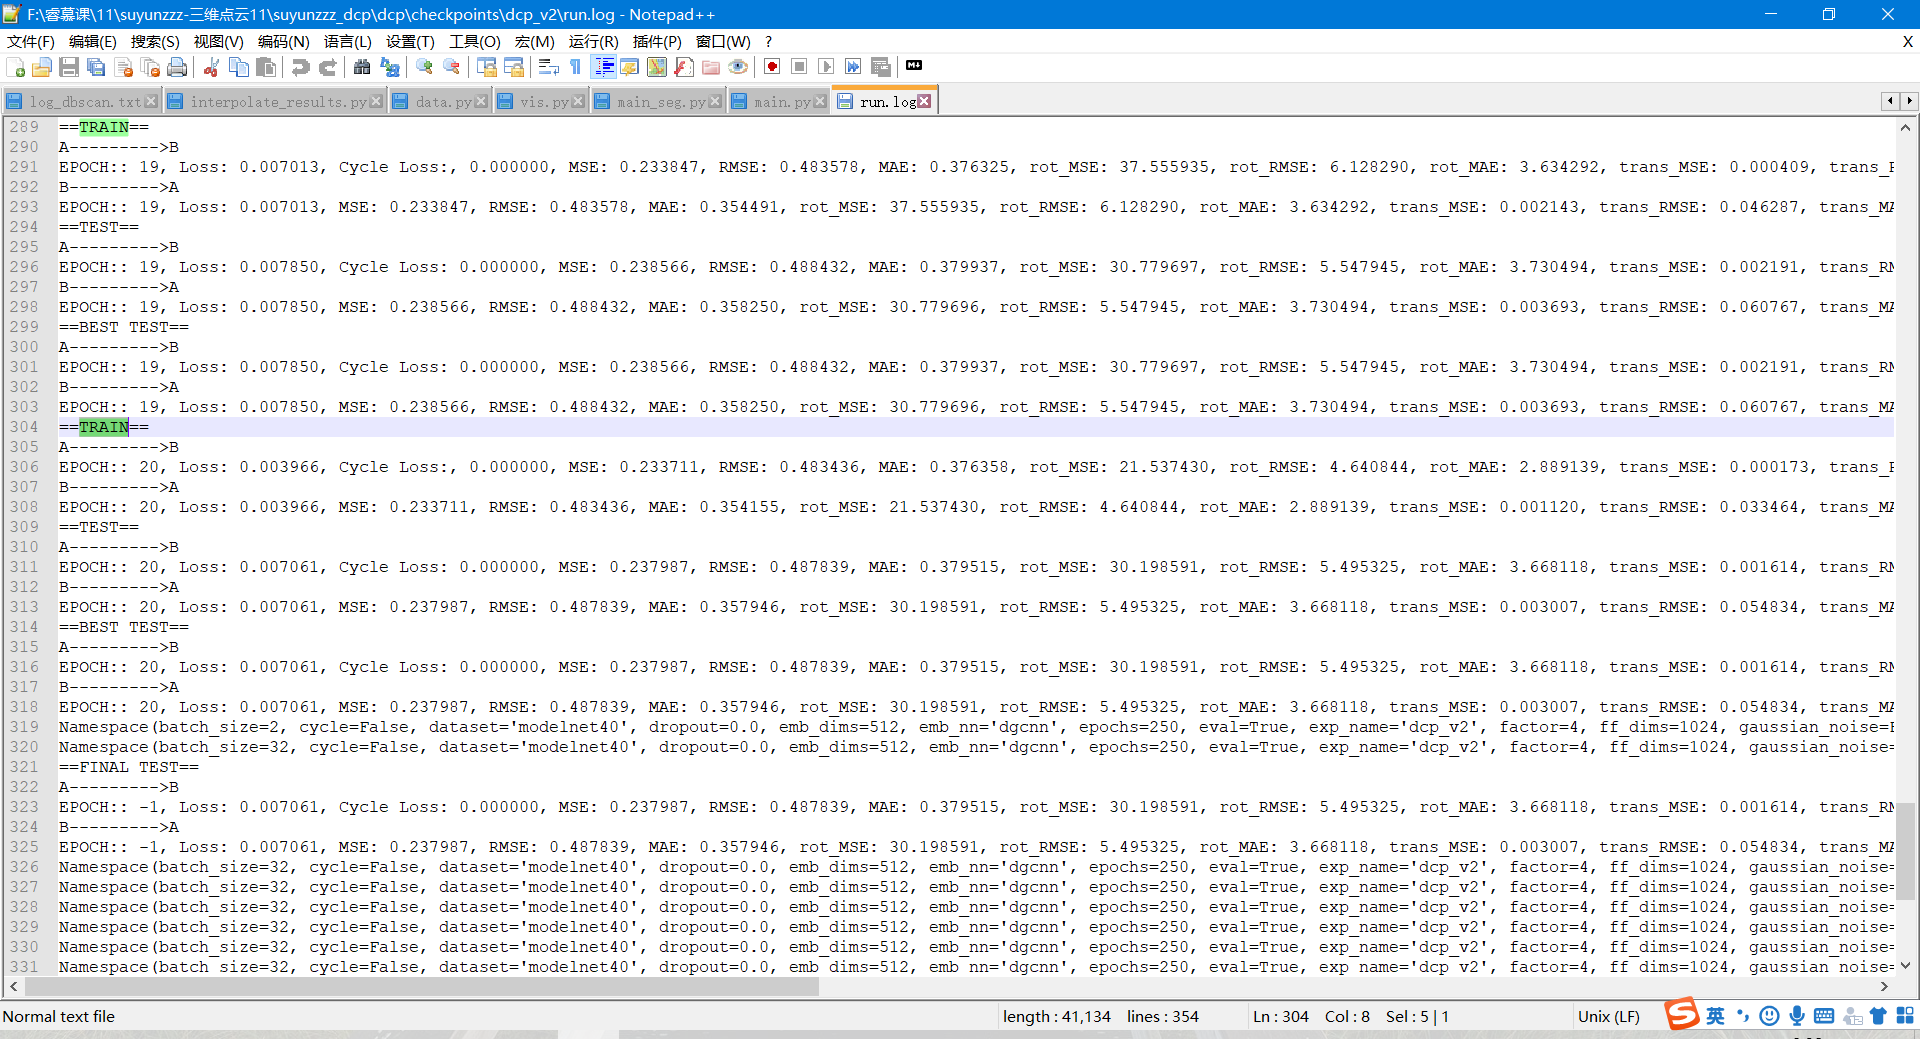 F:\睿慕课\11\suyunzzz-三维点云11\suyunzzz_dcp\dcp\checkpoints\dcp_v2\run.log - Notepad++
文件(F) 编辑(E) 搜索(S) 视图(V) 编码(N) 语言(L) 设置(T) 工具(O) 宏(M) 运行(R) 插件(P) 窗口(W) ? X
log_dbscan.txt interpolate_results.py data.py vis.py main_seg.py main.py run.log
289 ==TRAIN==
290 A--------->B
291 EPOCH:: 19, Loss: 0.007013, Cycle Loss:, 0.000000, MSE: 0.233847, RMSE: 0.483578, MAE: 0.376325, rot_MSE: 37.555935, rot_RMSE: 6.128290, rot_MAE: 3.634292, trans_MSE: 0.000409, trans_
292 B--------->A
293 EPOCH:: 19, Loss: 0.007013, MSE: 0.233847, RMSE: 0.483578, MAE: 0.354491, rot_MSE: 37.555935, rot_RMSE: 6.128290, rot_MAE: 3.634292, trans_MSE: 0.002143, trans_RMSE: 0.046287, trans_MA
294 ==TEST==
295 A--------->B
296 EPOCH:: 19, Loss: 0.007850, Cycle Loss: 0.000000, MSE: 0.238566, RMSE: 0.488432, MAE: 0.379937, rot_MSE: 30.779697, rot_RMSE: 5.547945, rot_MAE: 3.730494, trans_MSE: 0.002191, trans_RM
297 B--------->A
298 EPOCH:: 19, Loss: 0.007850, MSE: 0.238566, RMSE: 0.488432, MAE: 0.358250, rot_MSE: 30.779696, rot_RMSE: 5.547945, rot_MAE: 3.730494, trans_MSE: 0.003693, trans_RMSE: 0.060767, trans_MA
299 ==BEST TEST==
300 A--------->B
301 EPOCH:: 19, Loss: 0.007850, Cycle Loss: 0.000000, MSE: 0.238566, RMSE: 0.488432, MAE: 0.379937, rot_MSE: 30.779697, rot_RMSE: 5.547945, rot_MAE: 3.730494, trans_MSE: 0.002191, trans_RM
302 B--------->A
303 EPOCH:: 19, Loss: 0.007850, MSE: 0.238566, RMSE: 0.488432, MAE: 0.358250, rot_MSE: 30.779696, rot_RMSE: 5.547945, rot_MAE: 3.730494, trans_MSE: 0.003693, trans_RMSE: 0.060767, trans_MA
304 ==TRAIN==
305 A--------->B
306 EPOCH:: 20, Loss: 0.003966, Cycle Loss:, 0.000000, MSE: 0.233711, RMSE: 0.483436, MAE: 0.376358, rot_MSE: 21.537430, rot_RMSE: 4.640844, rot_MAE: 2.889139, trans_MSE: 0.000173, trans_
307 B--------->A
308 EPOCH:: 20, Loss: 0.003966, MSE: 0.233711, RMSE: 0.483436, MAE: 0.354155, rot_MSE: 21.537430, rot_RMSE: 4.640844, rot_MAE: 2.889139, trans_MSE: 0.001120, trans_RMSE: 0.033464, trans_MA
309 ==TEST==
310 A--------->B
311 EPOCH:: 20, Loss: 0.007061, Cycle Loss: 0.000000, MSE: 0.237987, RMSE: 0.487839, MAE: 0.379515, rot_MSE: 30.198591, rot_RMSE: 5.495325, rot_MAE: 3.668118, trans_MSE: 0.001614, trans_RM
312 B--------->A
313 EPOCH:: 20, Loss: 0.007061, MSE: 0.237987, RMSE: 0.487839, MAE: 0.357946, rot_MSE: 30.198591, rot_RMSE: 5.495325, rot_MAE: 3.668118, trans_MSE: 0.003007, trans_RMSE: 0.054834, trans_MA
314 ==BEST TEST==
315 A--------->B
316 EPOCH:: 20, Loss: 0.007061, Cycle Loss: 0.000000, MSE: 0.237987, RMSE: 0.487839, MAE: 0.379515, rot_MSE: 30.198591, rot_RMSE: 5.495325, rot_MAE: 3.668118, trans_MSE: 0.001614, trans_RM
317 B--------->A
318 EPOCH:: 20, Loss: 0.007061, MSE: 0.237987, RMSE: 0.487839, MAE: 0.357946, rot_MSE: 30.198591, rot_RMSE: 5.495325, rot_MAE: 3.668118, trans_MSE: 0.003007, trans_RMSE: 0.054834, trans_MA
319 Namespace(batch_size=2, cycle=False, dataset='modelnet40', dropout=0.0, emb_dims=512, emb_nn='dgcnn', epochs=250, eval=True, exp_name='dcp_v2', factor=4, ff_dims=1024, gaussian_noise=
320 Namespace(batch_size=32, cycle=False, dataset='modelnet40', dropout=0.0, emb_dims=512, emb_nn='dgcnn', epochs=250, eval=True, exp_name='dcp_v2', factor=4, ff_dims=1024, gaussian_noise=
321 ==FINAL TEST==
322 A--------->B
323 EPOCH:: -1, Loss: 0.007061, Cycle Loss: 0.000000, MSE: 0.237987, RMSE: 0.487839, MAE: 0.379515, rot_MSE: 30.198591, rot_RMSE: 5.495325, rot_MAE: 3.668118, trans_MSE: 0.001614, trans_RM
324 B--------->A
325 EPOCH:: -1, Loss: 0.007061, MSE: 0.237987, RMSE: 0.487839, MAE: 0.357946, rot_MSE: 30.198591, rot_RMSE: 5.495325, rot_MAE: 3.668118, trans_MSE: 0.003007, trans_RMSE: 0.054834, trans_MA
326 Namespace(batch_size=32, cycle=False, dataset='modelnet40', dropout=0.0, emb_dims=512, emb_nn='dgcnn', epochs=250, eval=True, exp_name='dcp_v2', factor=4, ff_dims=1024, gaussian_noise=
327 Namespace(batch_size=32, cycle=False, dataset='modelnet40', dropout=0.0, emb_dims=512, emb_nn='dgcnn', epochs=250, eval=True, exp_name='dcp_v2', factor=4, ff_dims=1024, gaussian_noise=
328 Namespace(batch_size=32, cycle=False, dataset='modelnet40', dropout=0.0, emb_dims=512, emb_nn='dgcnn', epochs=250, eval=True, exp_name='dcp_v2', factor=4, ff_dims=1024, gaussian_noise=
329 Namespace(batch_size=32, cycle=False, dataset='modelnet40', dropout=0.0, emb_dims=512, emb_nn='dgcnn', epochs=250, eval=True, exp_name='dcp_v2', factor=4, ff_dims=1024, gaussian_noise=
330 Namespace(batch_size=32, cycle=False, dataset='modelnet40', dropout=0.0, emb_dims=512, emb_nn='dgcnn', epochs=250, eval=True, exp_name='dcp_v2', factor=4, ff_dims=1024, gaussian_noise=
331 Namespace(batch_size=32, cycle=False, dataset='modelnet40', dropout=0.0, emb_dims=512, emb_nn='dgcnn', epochs=250, eval=True, exp_name='dcp_v2', factor=4, ff_dims=1024, gaussian_noise=
Normal text file length : 41,134 lines : 354 Ln : 304 Col : 8 Sel : 5 | 1 Unix (LF) S 英